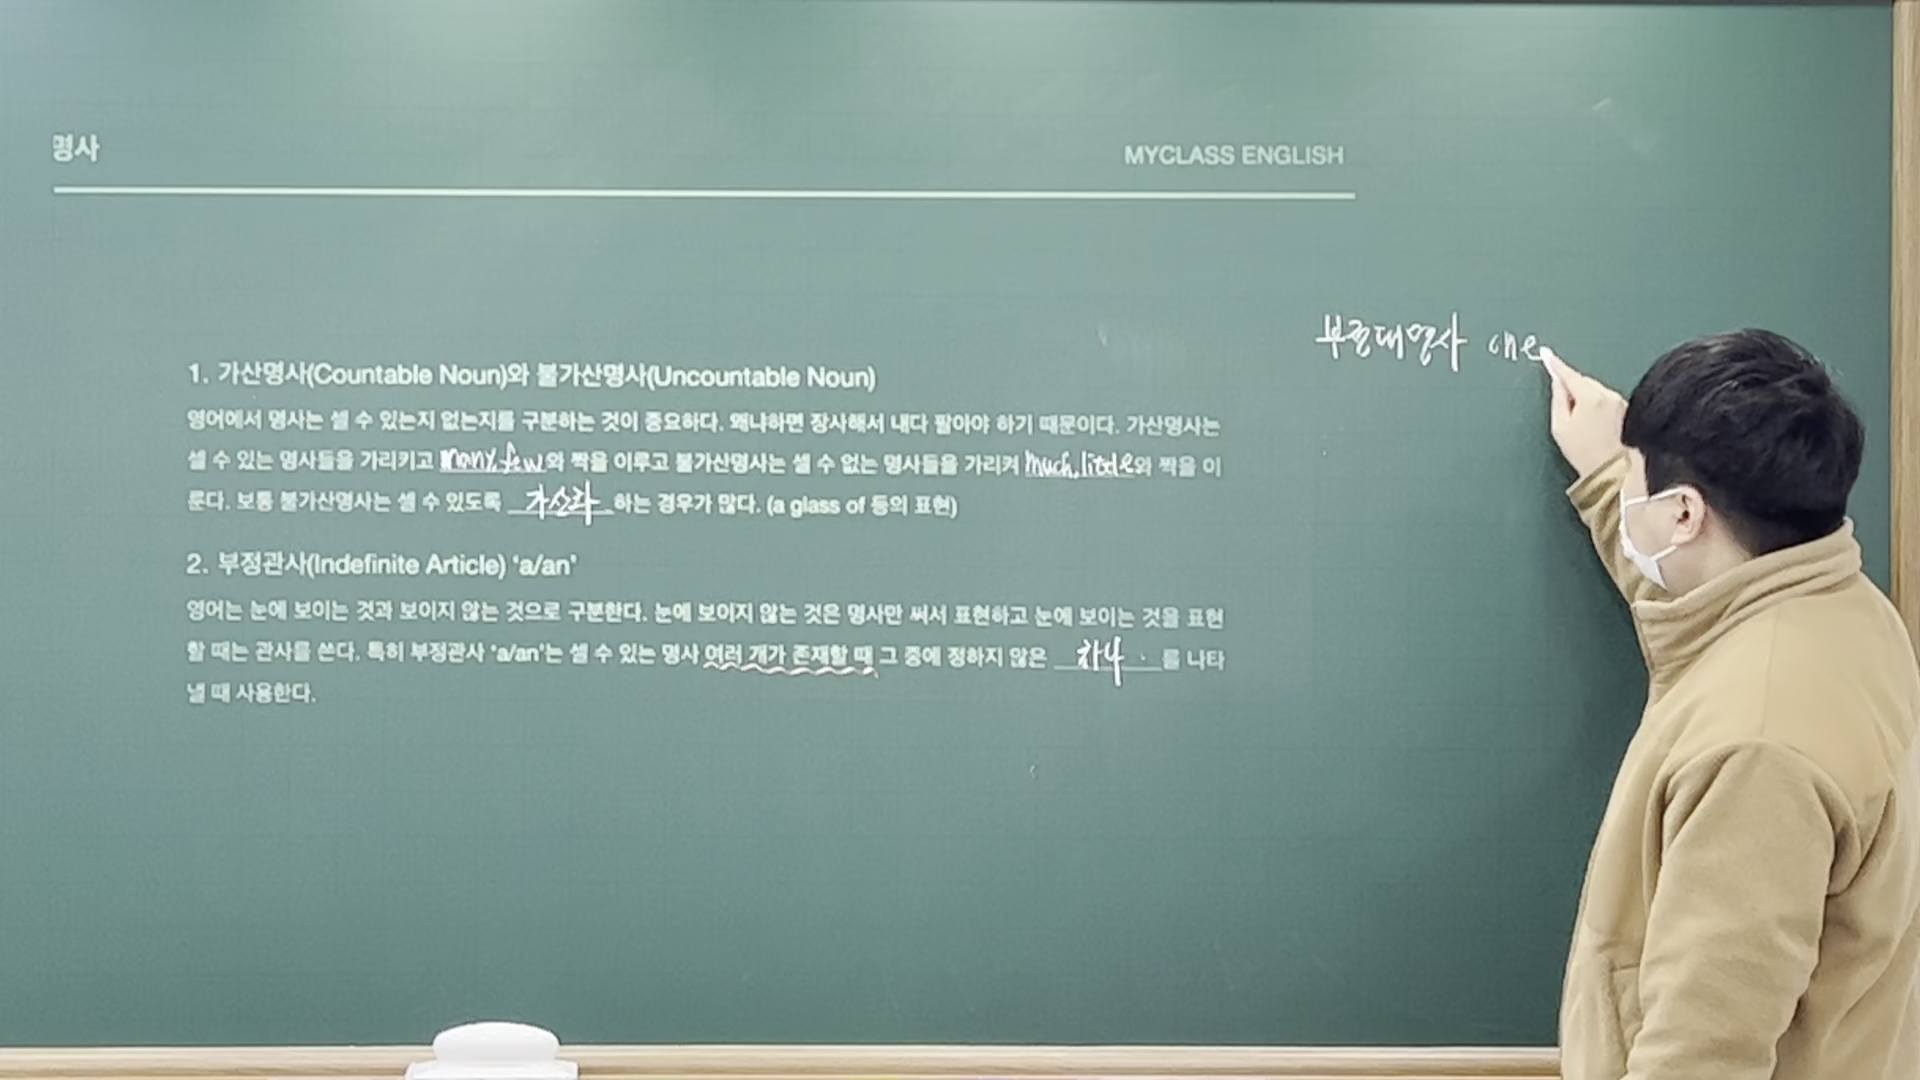 명사
MYCLASS ENGLISH
부정대명사 one
1. 가산명사(Countable Noun)와 불가산명사(Uncountable Noun)
영어에서 명사는 셀 수 있는지 없는지를 구분하는 것이 중요하다. 왜냐하면 장사해서 내다 팔아야 하기 때문이다. 가산명사는
셀 수 있는 명사들을 가리키고 many, few와 짝을 이루고 불가산명사는 셀 수 없는 명사들을 가리켜 much, little와 짝을 이
룬다. 보통 불가산명사는 셀 수 있도록 가산화 하는 경우가 많다. (a glass of 등의 표현)
2. 부정관사(Indefinite Article) ‘a/an’
영어는 눈에 보이는 것과 보이지 않는 것으로 구분한다. 눈에 보이지 않는 것은 명사만 써서 표현하고 눈에 보이는 것을 표현
할 때는 관사를 쓴다. 특히 부정관사 ‘a/an’는 셀 수 있는 명사 여러 개가 존재할 때 그 중에 정하지 않은 하나 를 나타
낼 때 사용한다.